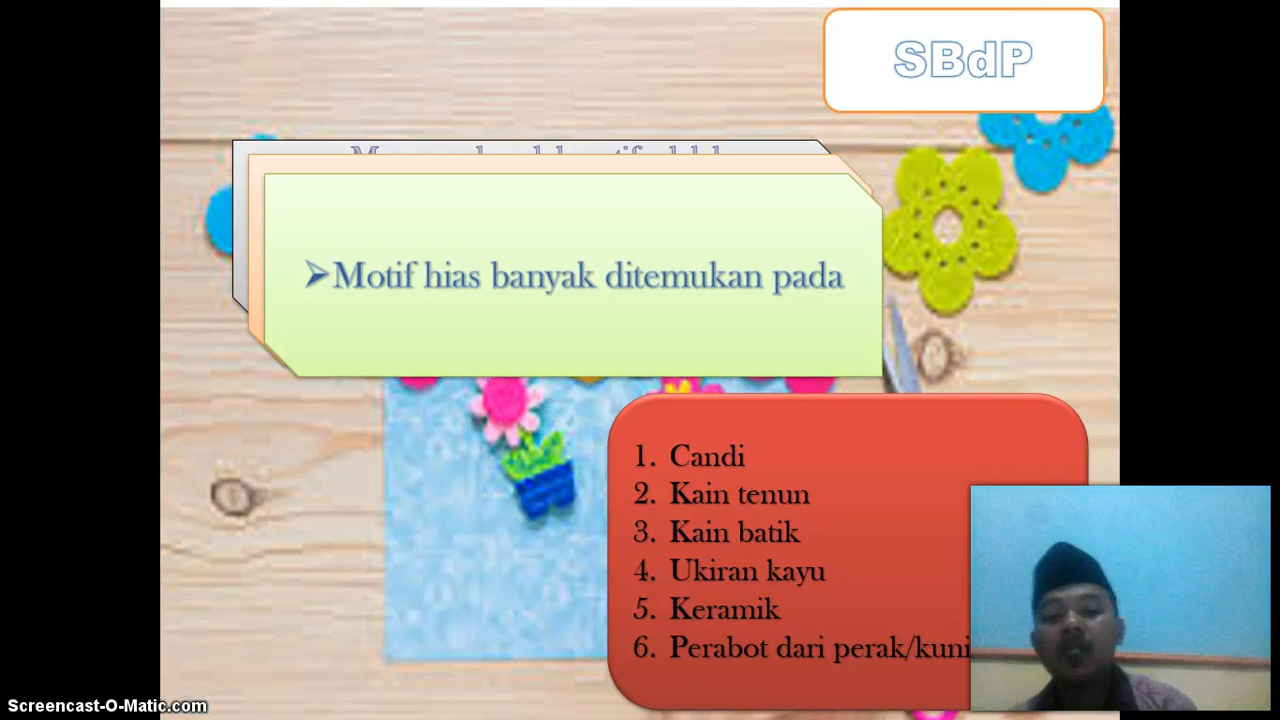 SBdP
➢Motif hias banyak ditemukan pada
1. Candi
2. Kain tenun
3. Kain batik
4. Ukiran kayu
5. Keramik
6. Perabot dari perak/kuni
Screencast-O-Matic.com